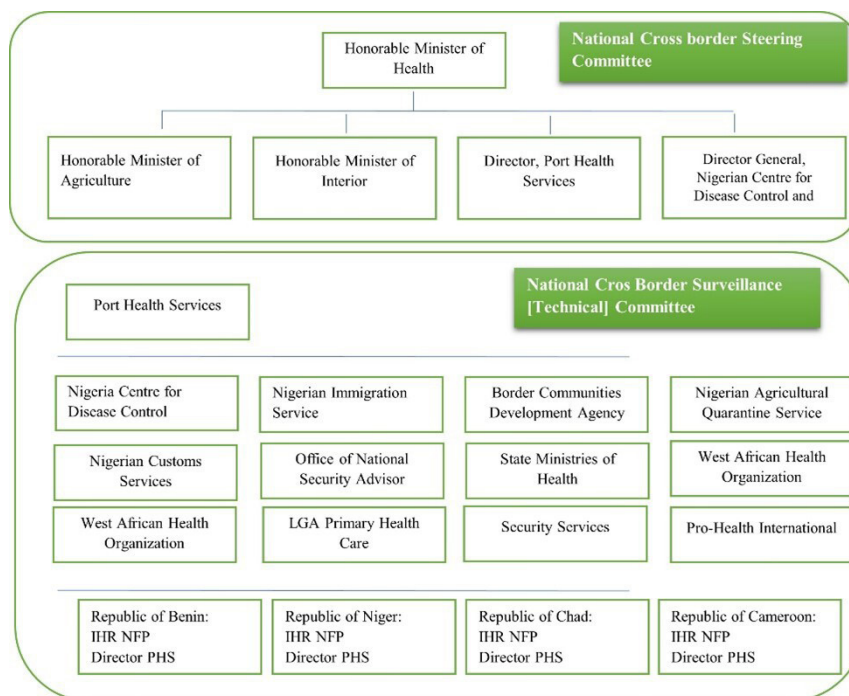 National Cross border Steering
Committee
Honorable Minister of
Health
Honorable Minister of
Agriculture
Honorable Minister of
Interior
Director, Port Health
Services
Director General,
Nigerian Centre for
Disease Control and
National Cros Border Surveillance
[Technical] Committee
Port Health Services
Nigeria Centre for
Disease Control
Nigerian Immigration
Service
Border Communities
Development Agency
Nigerian Agricultural
Quarantine Service
Nigerian Customs
Services
Office of National
Security Advisor
State Ministries of
Health
West African Health
Organization
West African Health
Organization
LGA Primary Health
Care
Security Services
Pro-Health International
Republic of Benin:
IHR NFP
Director PHS
Republic of Niger:
IHR NFP
Director PHS
Republic of Chad:
IHR NFP
Director PHS
Republic of Cameroon:
IHR NFP
Director PHS